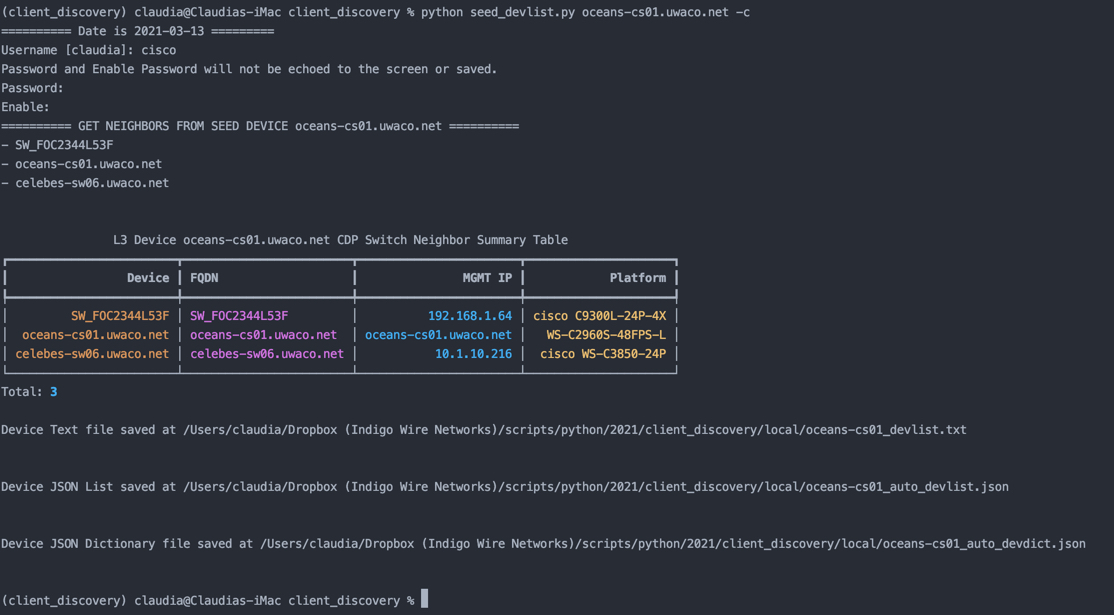 (client_discovery) claudia@Claudias-iMac client_discovery % python seed_devlist.py oceans-cs01.uwaco.net -c
========== Date is 2021-03-13 =========
Username [claudia]: cisco
Password and Enable Password will not be echoed to the screen or saved.
Password:
Enable:
========== GET NEIGHBORS FROM SEED DEVICE oceans-cs01.uwaco.net ==========
- SW_FOC2344L53F
- oceans-cs01.uwaco.net
- celebes-sw06.uwaco.net
L3 Device oceans-cs01.uwaco.net CDP Switch Neighbor Summary Table
Device FQDN MGMT IP Platform
SW_FOC2344L53F SW_FOC2344L53F 192.168.1.64 cisco C9300L-24P-4X
oceans-cs01.uwaco.net oceans-cs01.uwaco.net oceans-cs01.uwaco.net WS-C2960S-48FPS-L
celebes-sw06.uwaco.net celebes-sw06.uwaco.net 10.1.10.216 cisco WS-C3850-24P
Total: 3
Device Text file saved at /Users/claudia/Dropbox (Indigo Wire Networks)/scripts/python/2021/client_discovery/local/oceans-cs01_devlist.txt
Device JSON List saved at /Users/claudia/Dropbox (Indigo Wire Networks)/scripts/python/2021/client_discovery/local/oceans-cs01_auto_devlist.json
Device JSON Dictionary file saved at /Users/claudia/Dropbox (Indigo Wire Networks)/scripts/python/2021/client_discovery/local/oceans-cs01_auto_devdict.json
(client_discovery) claudia@Claudias-iMac client_discovery %